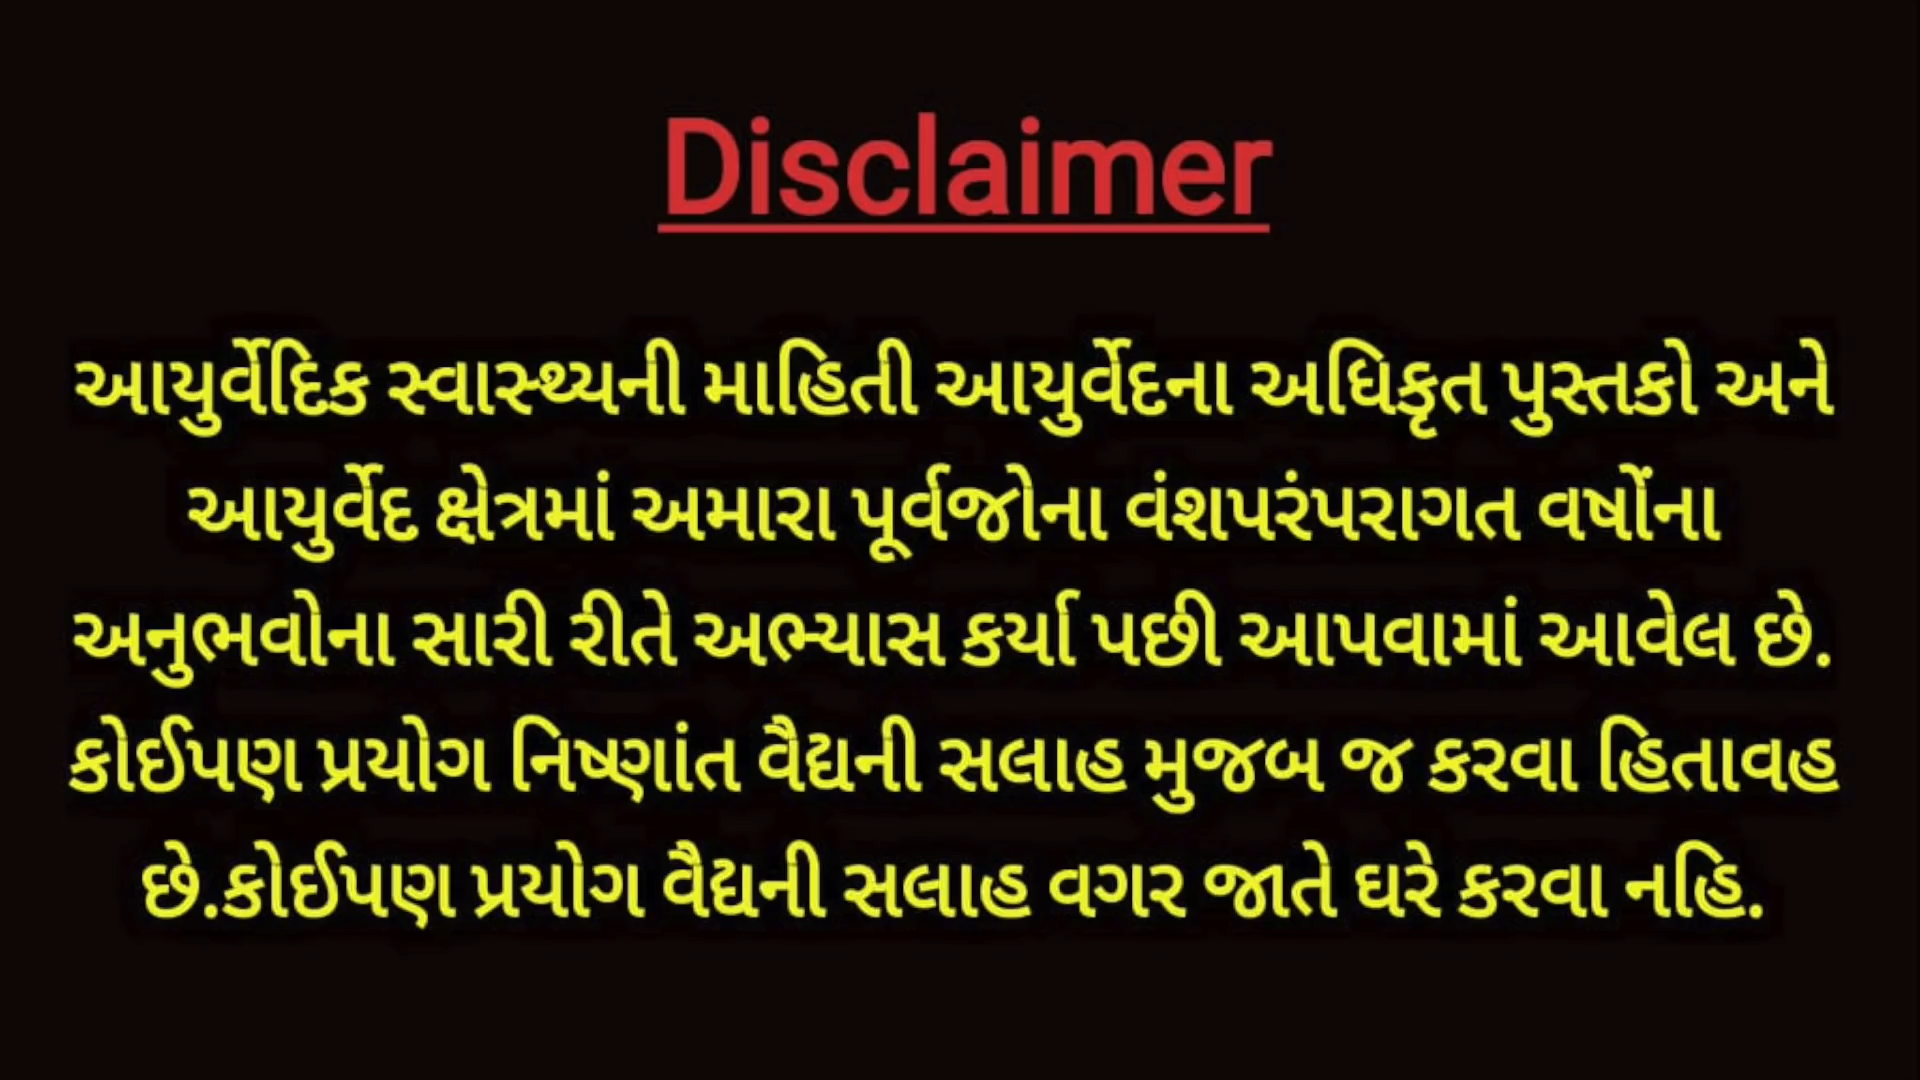 Disclaimer
આયુર્વેદિક સ્વાસ્થ્યની માહિતી આયુર્વેદના અધિકૃત પુસ્તકો અને
આયુર્વેદ ક્ષેત્રમાં અમારા પૂર્વજોના વંશપરંપરાગત વર્ષોના
અનુભવોના સારી રીતે અભ્યાસ કર્યા પછી આપવામાં આવેલ છે.
કોઈપણ પ્રયોગ નિષ્ણાંત વૈદ્યની સલાહ મુજબ જ કરવા હિતાવહ
છે.કોઈપણ પ્રયોગ વૈદ્યની સલાહ વગર જાતે ઘરે કરવા નહિ.